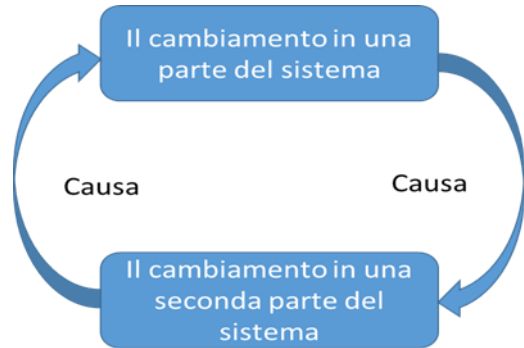 Il cambiamento in una
parte del sistema
Causa
Causa
Il cambiamento in una
seconda parte del
sistema